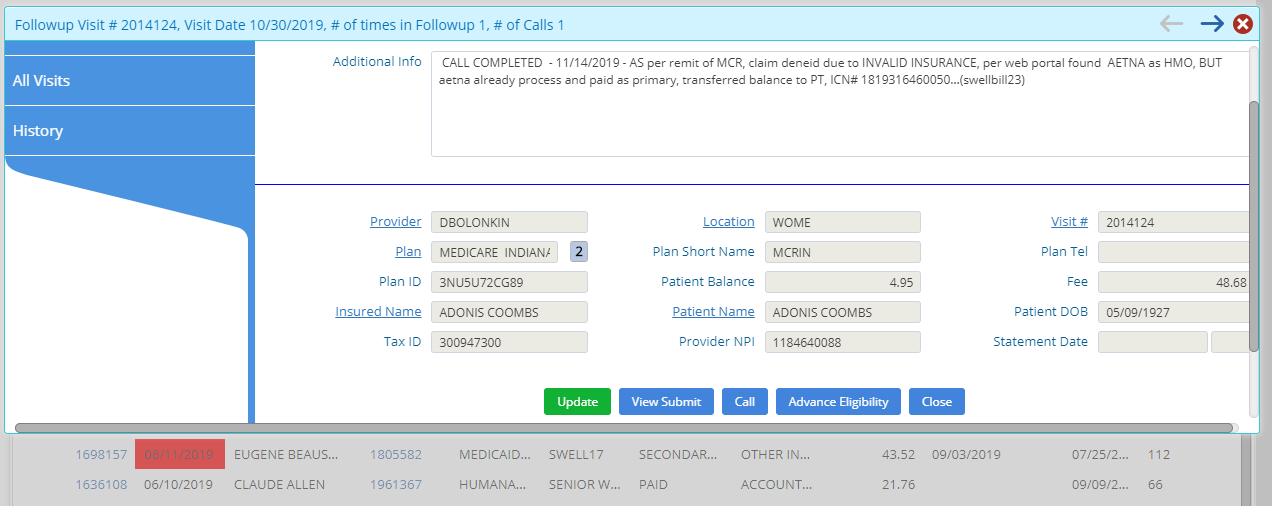 Followup Visit # 2014124, Visit Date 10/30/2019, # of times in Followup 1, # of Calls 1
All Visits
History
Additional Info
CALL COMPLETED - 11/14/2019 - AS per remit of MCR, claim deneid due to INVALID INSURANCE, per web portal found AETNA as HMO, BUT
aetna already process and paid as primary, transferred balance to PT, ICN# 1819316460050...(swellbill23)
Provider DBOLONKIN Location WOME Visit # 2014124
Plan MEDICARE INDIANA 2 Plan Short Name MCRIN Plan Tel
Plan ID 3NU5U72CG89 Patient Balance 4.95 Fee 48.68
Insured Name ADONIS COOMBS Patient Name ADONIS COOMBS Patient DOB 05/09/1927
Tax ID 300947300 Provider NPI 1184640088 Statement Date
Update View Submit Call Advance Eligibility Close
1698157 06/11/2019 EUGENE BEAUS... 1805582 MEDICAID... SWELL17 SECONDAR... OTHER IN... 43.52 09/03/2019 07/25/2... 112
1636108 06/10/2019 CLAUDE ALLEN 1961367 HUMANA... SENIOR W... PAID ACCOUNT... 21.76 09/09/2... 66